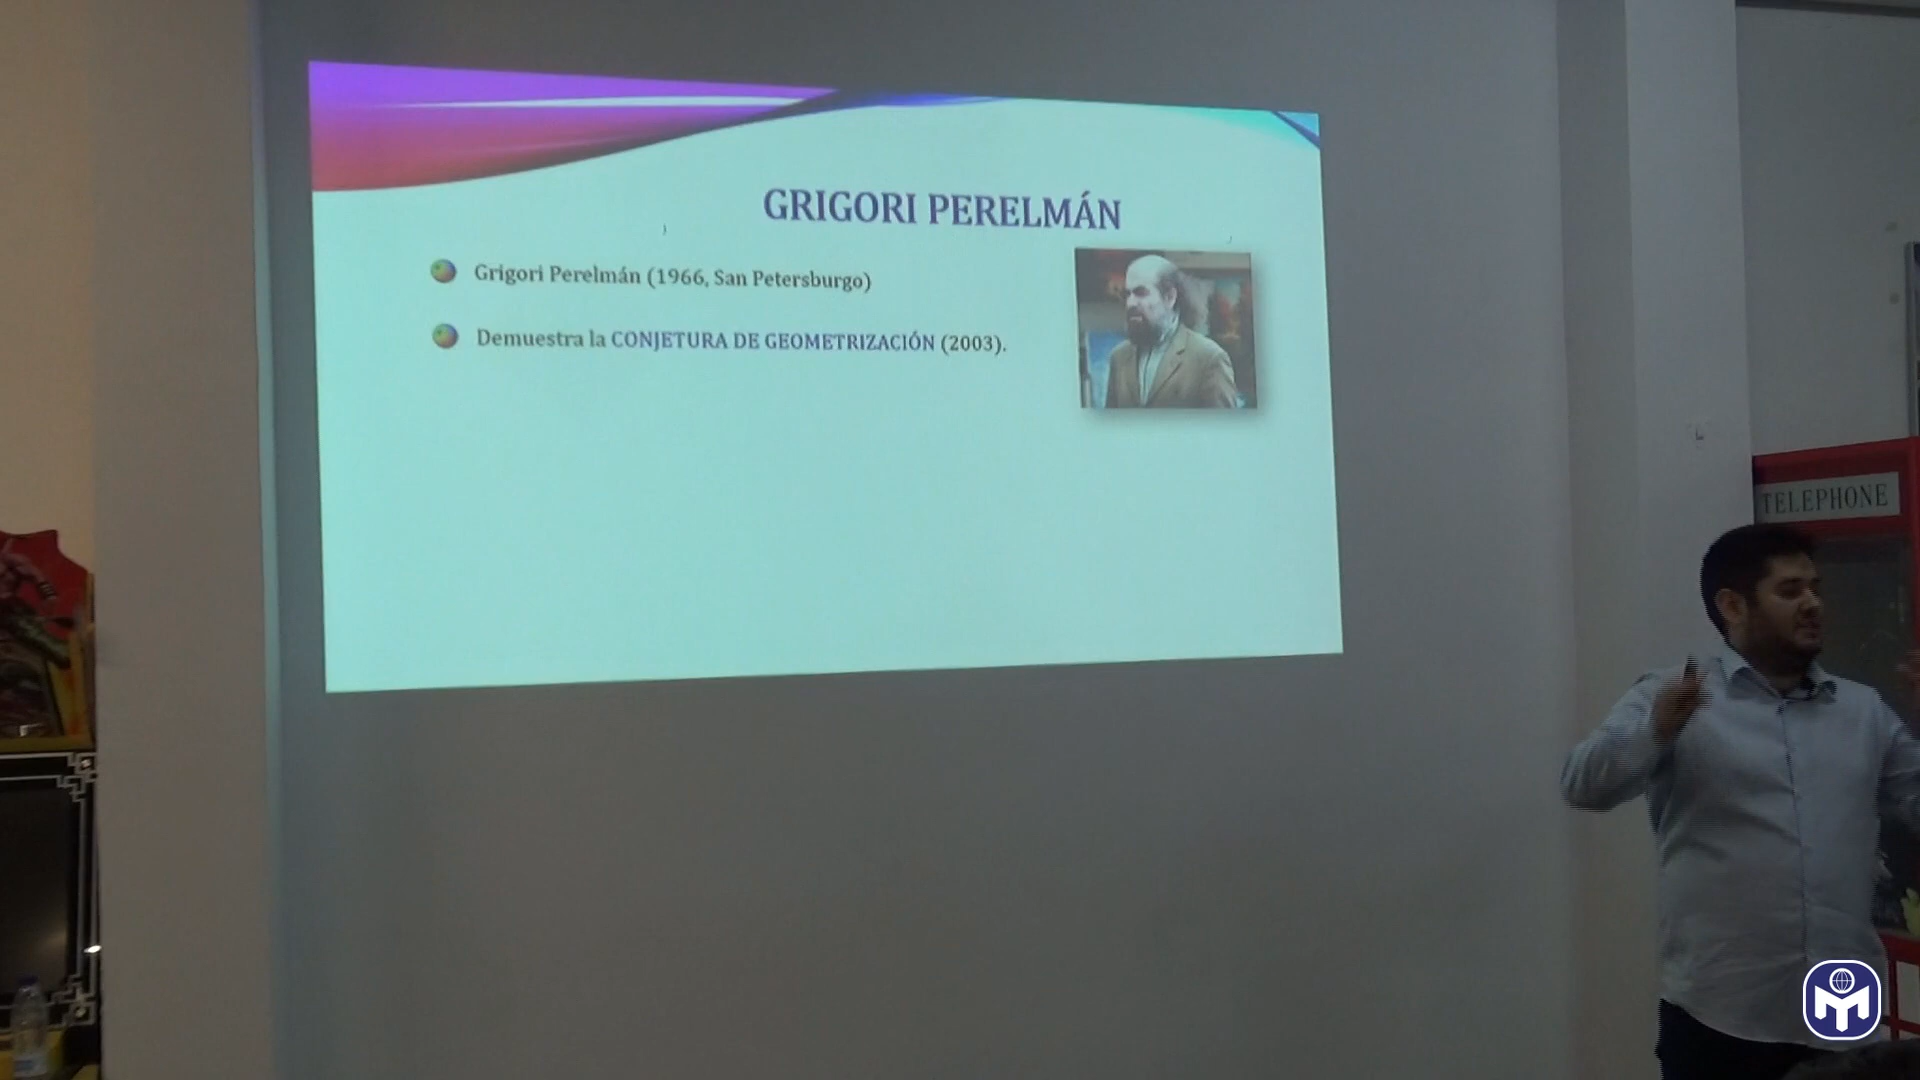 GRIGORI PERELMÁN
Grigori Perelmán (1966, San Petersburgo)
Demuestra la CONJETURA DE GEOMETRIZACIÓN (2003).
TELEPHONE